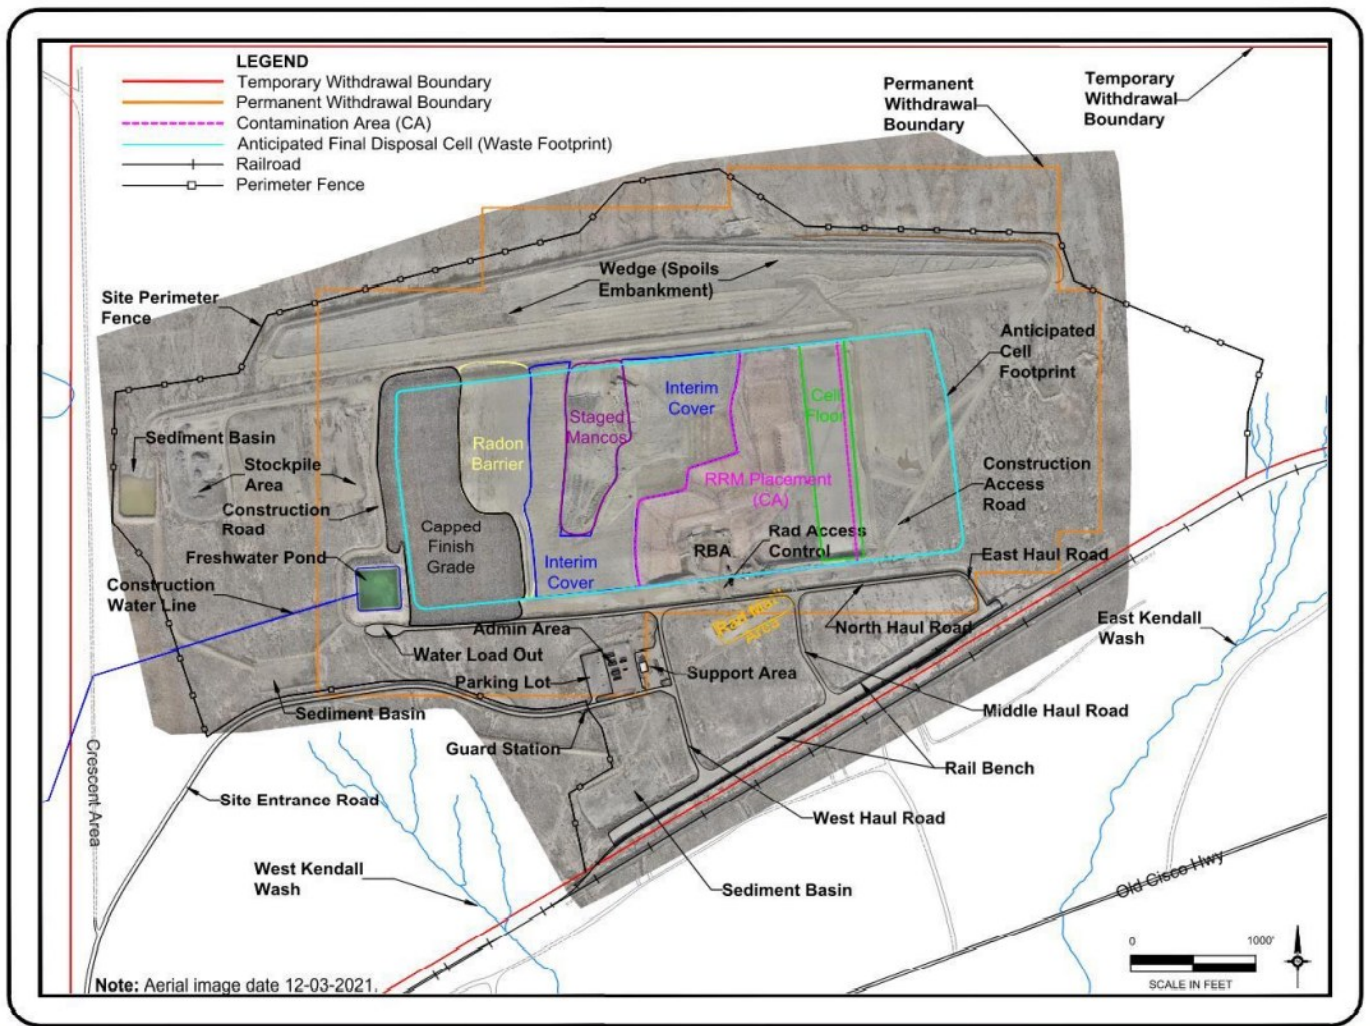 LEGEND
Temporary Withdrawal Boundary
Permanent Withdrawal Boundary
Contamination Area (CA)
Anticipated Final Disposal Cell (Waste Footprint)
Railroad
Perimeter Fence
Permanent
Withdrawal
Boundary
Temporary
Withdrawal
Boundary
Wedge (Spoils
Embankment)
Site Perimeter
Fence
Anticipated
Cell
Footprint
Interim
Cover
Cell
Floor
Staged
Mancos
Radon
Barrier
Sediment Basin
Stockpile
Area
Construction
Road
RRM Placement
(CA)
Construction
Access
Road
Capped
Finish
Grade
Rad Access
Control
RBA
Freshwater Pond
Interim
Cover
East Haul Road
Construction
Water Line
Admin Area
Area
North Haul Road
East Kendall
Wash
Water Load Out
Parking Lot
Support Area
Sediment Basin
Middle Haul Road
Guard Station
Rail Bench
Crescent Area
Site Entrance Road
West Haul Road
West Kendall
Wash
Sediment Basin
Old Cisco Hwy
0 1000'
SCALE IN FEET
Note: Aerial image date 12-03-2021.